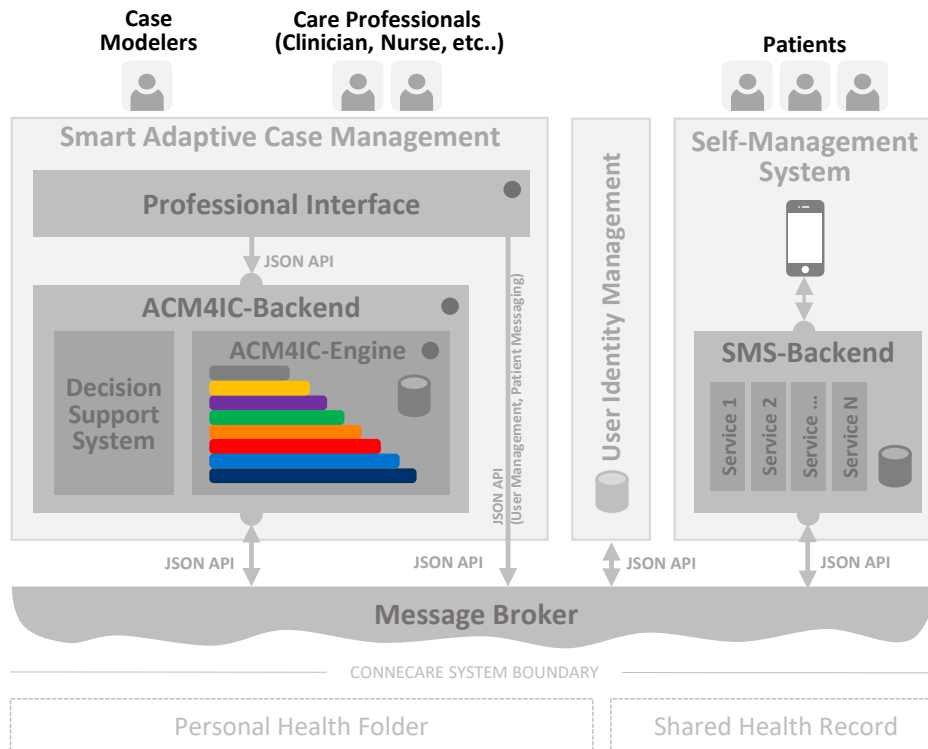 Case
Modelers
Care Professionals
(Clinician, Nurse, etc..)
Patients
Smart Adaptive Case Management
Professional Interface
JSON API
ACM4IC-Backend
Decision
Support
System
ACM4IC-Engine
JSON API
(User Management, Patient Messaging)
User Identity Management
Self-Management
System
SMS-Backend
Service 1
Service 2
Service ...
Service N
JSON API
JSON API
JSON API
JSON API
Message Broker
CONNECARE SYSTEM BOUNDARY
Personal Health Folder
Shared Health Record